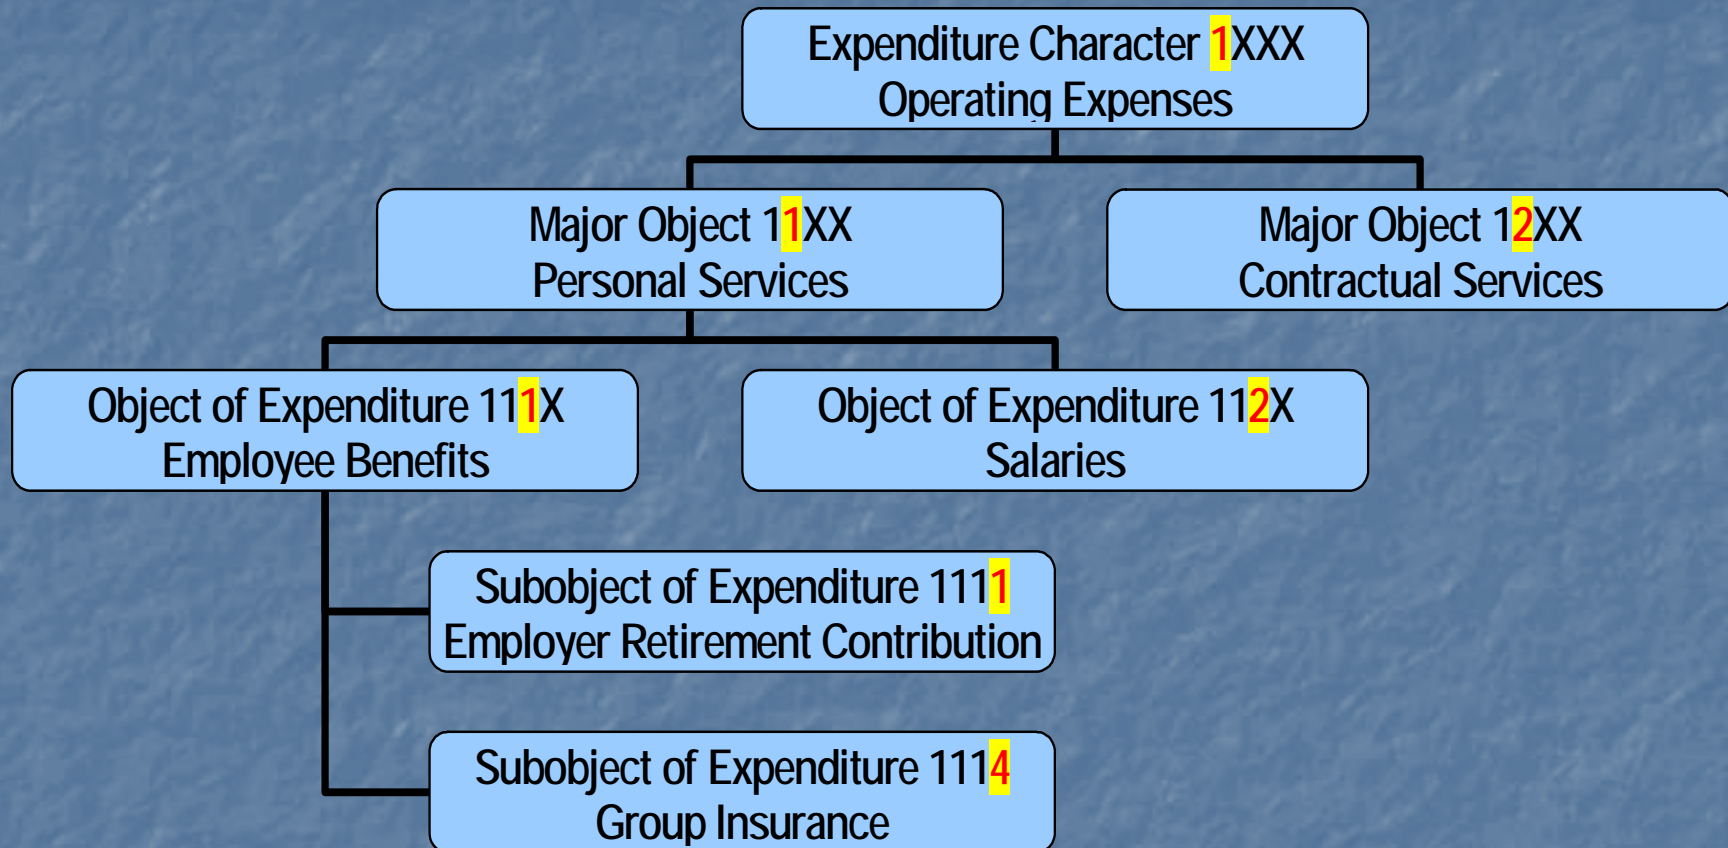 Expenditure Character 1XXX
Operating Expenses
Major Object 11XX
Personal Services
Major Object 12XX
Contractual Services
Object of Expenditure 111X
Employee Benefits
Object of Expenditure 112X
Salaries
Subobject of Expenditure 1111
Employer Retirement Contribution
Subobject of Expenditure 1114
Group Insurance